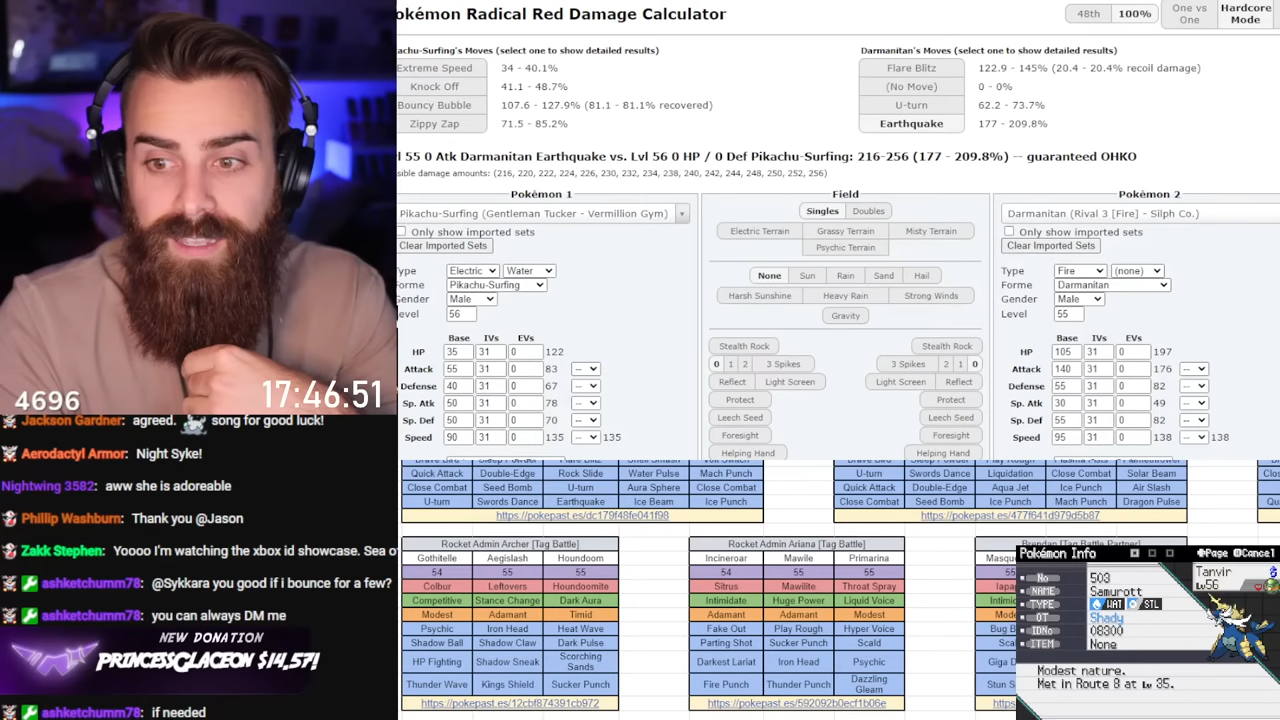 okémon Radical Red Damage Calculator
48th 100% One vs One Hardcore Mode
achu-Surfing's Moves (select one to show detailed results)
Extreme Speed 34 - 40.1%
Knock Off 41.1 - 48.7%
Bouncy Bubble 107.6 - 127.9% (81.1 - 81.1% recovered)
Zippy Zap 71.5 - 85.2%
Darmanitan's Moves (select one to show detailed results)
Flare Blitz 122.9 - 145% (20.4 - 20.4% recoil damage)
(No Move) 0 - 0%
U-turn 62.2 - 73.7%
Earthquake 177 - 209.8%
l 55 0 Atk Darmanitan Earthquake vs. Lvl 56 0 HP / 0 Def Pikachu-Surfing: 216-256 (177 - 209.8%) -- guaranteed OHKO
sible damage amounts: (216, 220, 222, 224, 226, 230, 232, 234, 238, 240, 242, 244, 248, 250, 252, 256)
Pokémon 1
Pikachu-Surfing (Gentleman Tucker - Vermillion Gym)
Only show imported sets
Clear Imported Sets
Type Electric Water
Forme Pikachu-Surfing
Gender Male
Level 56
Base IVs EVs
HP 35 31 0 122
Attack 55 31 0 83 --
Defense 40 31 0 67 --
Sp. Atk 50 31 0 78 --
Sp. Def 50 31 0 70 --
Speed 90 31 0 135 -- 135
Field
Singles Doubles
Electric Terrain Grassy Terrain Misty Terrain
Psychic Terrain
None Sun Rain Sand Hail
Harsh Sunshine Heavy Rain Strong Winds
Gravity
Stealth Rock Stealth Rock
0 1 2 3 Spikes 3 Spikes 2 1 0
Reflect Light Screen Light Screen Reflect
Protect Protect
Leech Seed Leech Seed
Foresight Foresight
Helping Hand Helping Hand
Pokémon 2
Darmanitan (Rival 3 [Fire] - Silph Co.)
Only show imported sets
Clear Imported Sets
Type Fire (none)
Forme Darmanitan
Gender Male
Level 55
Base IVs EVs
HP 105 31 0 197
Attack 140 31 0 176 --
Defense 55 31 0 82 --
Sp. Atk 30 31 0 49 --
Sp. Def 55 31 0 82 --
Speed 95 31 0 138 -- 138
4696 17:46:51
Jackson Gardner: agreed. song for good luck!
Aerodactyl Armor: Night Syke!
Nightwing 3582: aww she is adoreable
Phillip Washburn: Thank you @Jason
Zakk Stephen: Yoooo I'm watching the xbox id showcase. Sea o
ashketchumm78: @Sykkara you good if i bounce for a few?
ashketchumm78: you can always DM me
NEW DONATION
PRINCESSGLACEON $14,57!
ashketchumm78: if needed
Quick Attack Double-Edge Rock Slide Water Pulse Mach Punch
Close Combat Seed Bomb U-turn Aura Sphere Close Combat
U-turn Swords Dance Earthquake Ice Beam Ice Punch
https://pokepast.es/dc179f48fe041f98
U-turn Swords Dance Liquidation Close Combat Solar Beam
Quick Attack Double-Edge Aqua Jet Ice Punch Air Slash
Close Combat Seed Bomb Ice Punch Mach Punch Dragon Pulse
https://pokepast.es/477f641d979d5b87
Rocket Admin Archer [Tag Battle]
Gothitelle Aegislash Houndoom
54 55 55
Colbur Leftovers Houndoomite
Competitive Stance Change Dark Aura
Modest Adamant Timid
Psychic Iron Head Heat Wave
Shadow Ball Shadow Claw Dark Pulse
HP Fighting Shadow Sneak Scorching Sands
Thunder Wave Kings Shield Sucker Punch
https://pokepast.es/12cbf874391cb972
Rocket Admin Ariana [Tag Battle]
Incineroar Mawile Primarina
55 55 55
Sitrus Mawilite Throat Spray
Intimidate Huge Power Liquid Voice
Adamant Adamant Modest
Fake Out Play Rough Hyper Voice
Parting Shot Sucker Punch Scald
Darkest Lariat Iron Head Psychic
Fire Punch Thunder Punch Dazzling Gleam
https://pokepast.es/592092b0ecf1b06e
Brendan [Tag Battle Partner]
Masqu
55
Iapa
Intimid
Modes
Bug B
Scald
Giga D
Stun S
Pokémon Info Page Cancel
No 503
NAME Samurott
TYPE WAT STL
OT Shady
IDNo 08300
ITEM None
Tanvir
Lv56
Modest nature.
Met in Route 8 at Lv 35.